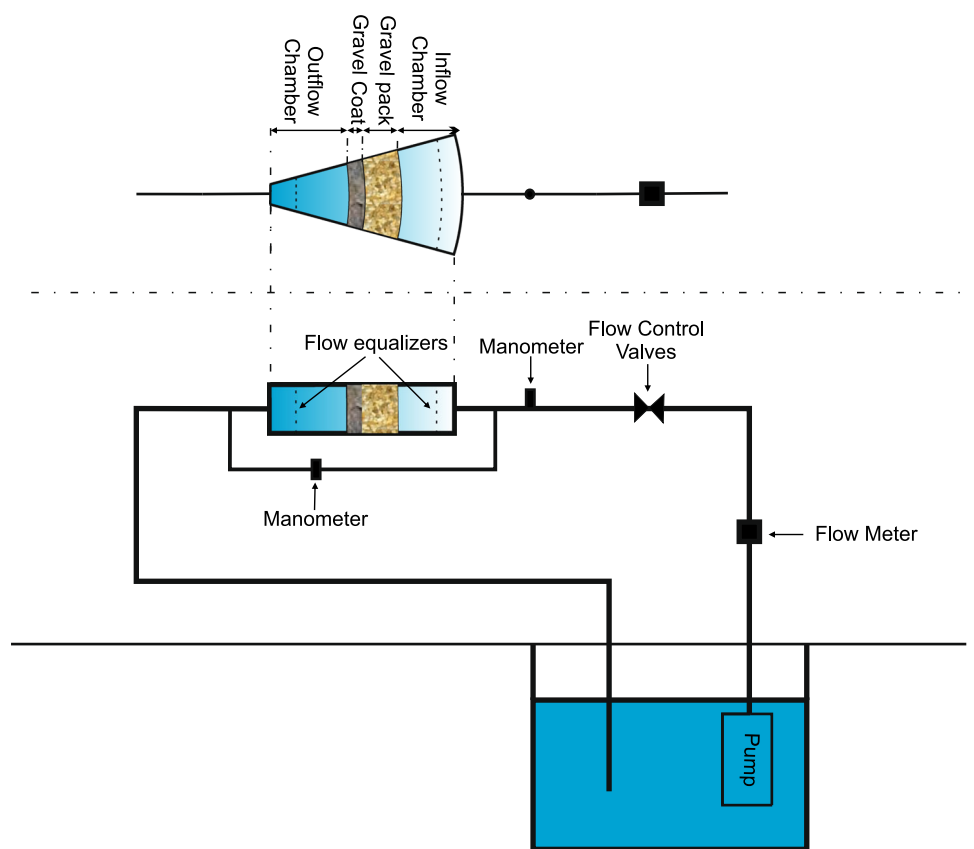 Outflow
Chamber
Gravel Coat
Gravel pack
Inflow
Chamber
Flow equalizers
Manometer
Flow Control
Valves
Manometer
Flow Meter
Pump